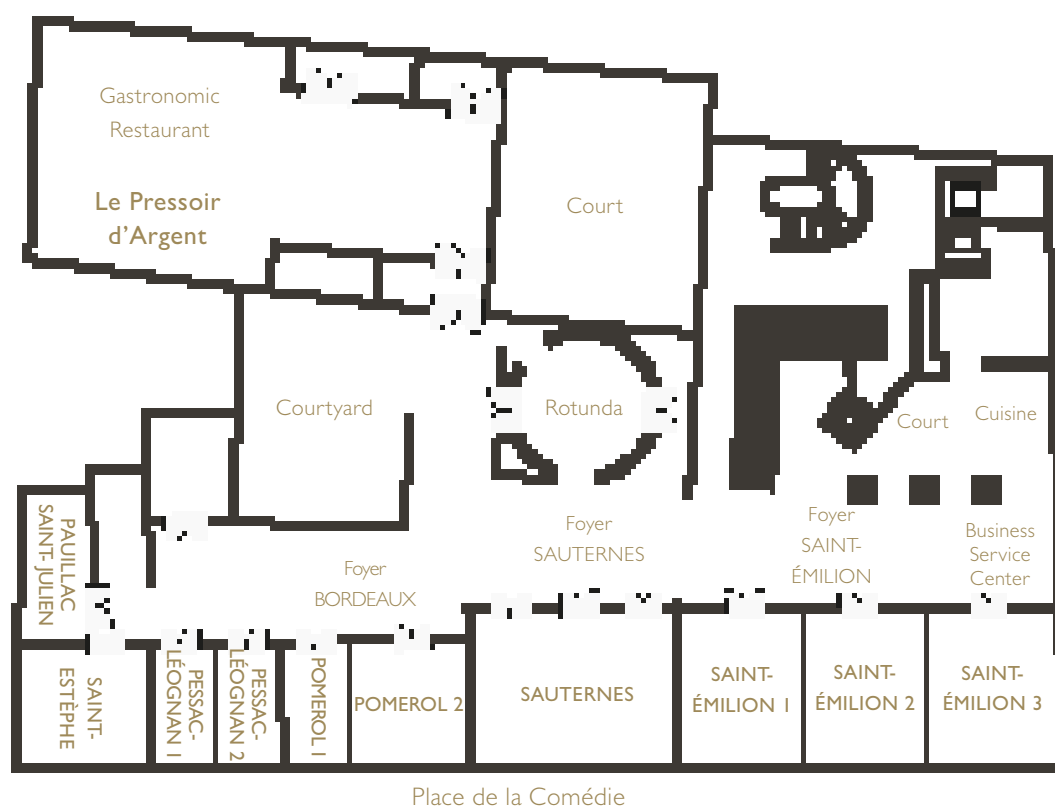 Gastronomic
Restaurant
Le Pressoir
d'Argent
Court
Courtyard
Rotunda
Court
Cuisine
Foyer
SAUTERNES
Foyer
SAINT-
ÉMILION
Business
Service
Center
Foyer
BORDEAUX
PAUILLAC
SAINT-JULIEN
SAINT-
ESTÈPHE
PESSAC-
LÉOGNAN 1
PESSAC-
LÉOGNAN 2
POMEROL 1
POMEROL 2
SAUTERNES
SAINT-
ÉMILION 1
SAINT-
ÉMILION 2
SAINT-
ÉMILION 3
Place de la Comédie